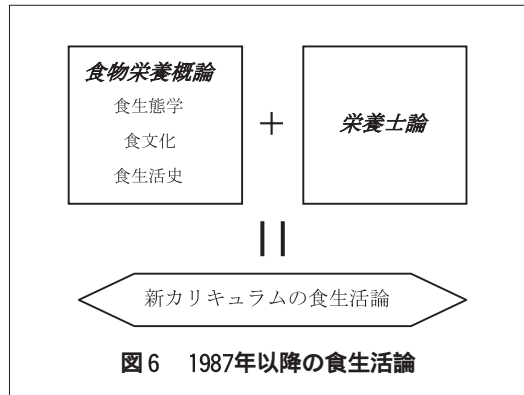 食物栄養概論
食生態学
食文化
食生活史
+
栄養士論
||
新カリキュラムの食生活論
図6 1987年以降の食生活論